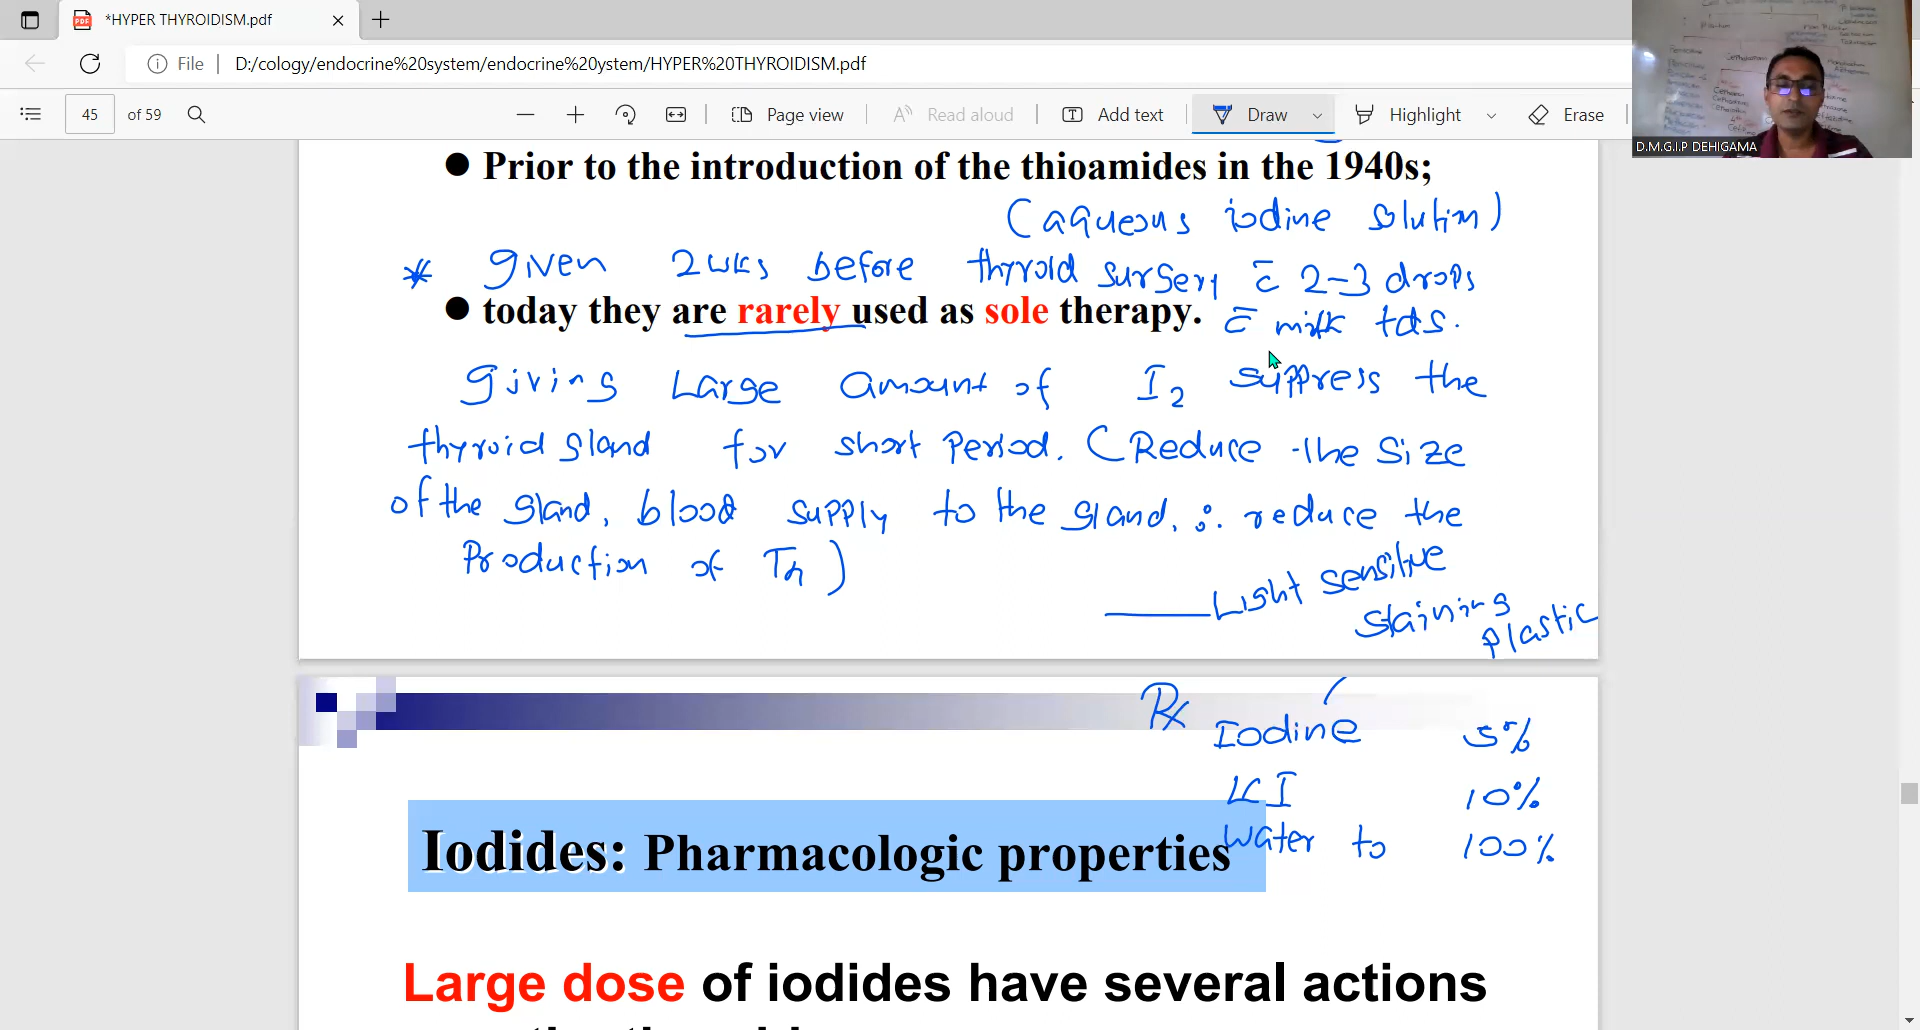 *HYPER THYROIDISM.pdf
File
D:/cology/endocrine%20system/endocrine%20ystem/HYPER%20THYROIDISM.pdf
45 of 59
Page view
Read aloud
Add text
Draw
Highlight
Erase
D.M.G.I.P DEHIGAMA
● Prior to the introduction of the thioamides in the 1940s;
(aqueous iodine solution)
* given 2wks before thyroid surgery c̄ 2-3 drops
● today they are rarely used as sole therapy.
c̄ milk tds.
giving Large amount of I2 suppress the
thyroid gland for short period. (Reduce the size
of the gland, blood supply to the gland, ∴ reduce the
Production of Th)
Light sensitive
staining
plastic
Rx
Iodine 5%
KI 10%
water to 100%
Iodides: Pharmacologic properties
Large dose of iodides have several actions